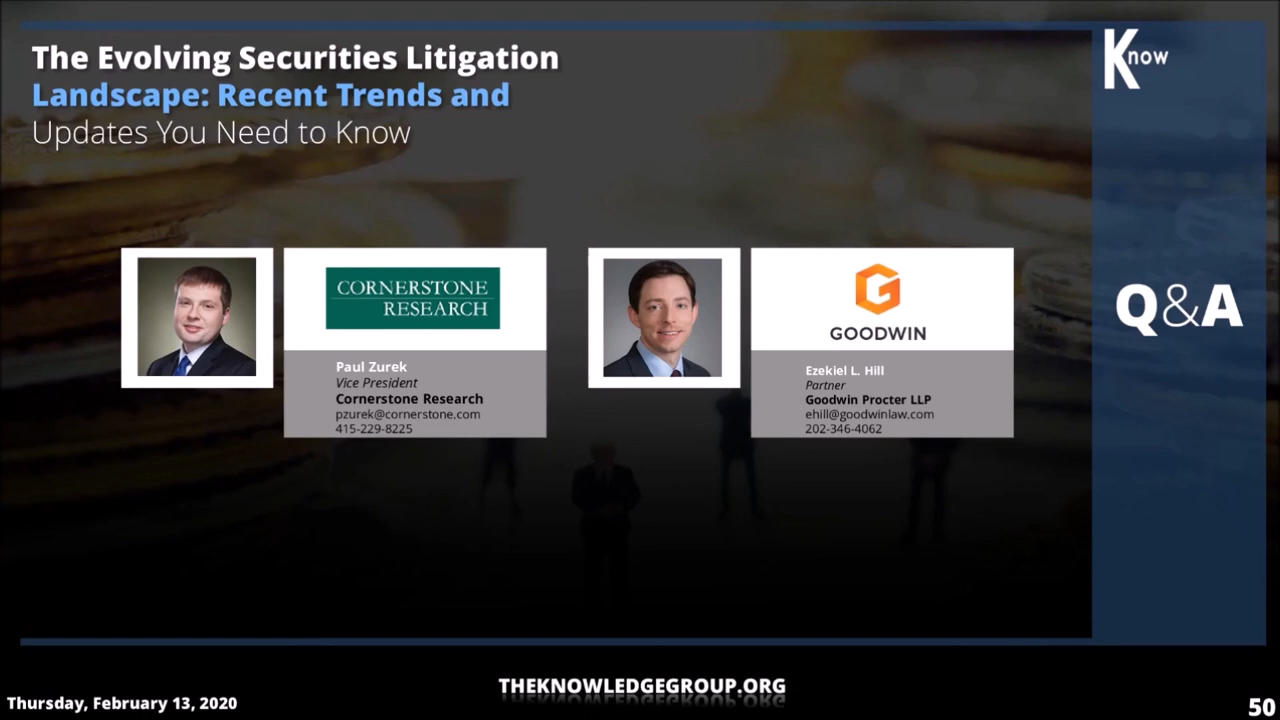 The Evolving Securities Litigation
Landscape: Recent Trends and
Updates You Need to Know
Know
CORNERSTONE
RESEARCH
Paul Zurek
Vice President
Cornerstone Research
pzurek@cornerstone.com
415-229-8225
GOODWIN
Ezekiel L. Hill
Partner
Goodwin Procter LLP
ehill@goodwinlaw.com
202-346-4062
Q&A
Thursday, February 13, 2020
THEKNOWLEDGEGROUP.ORG
50